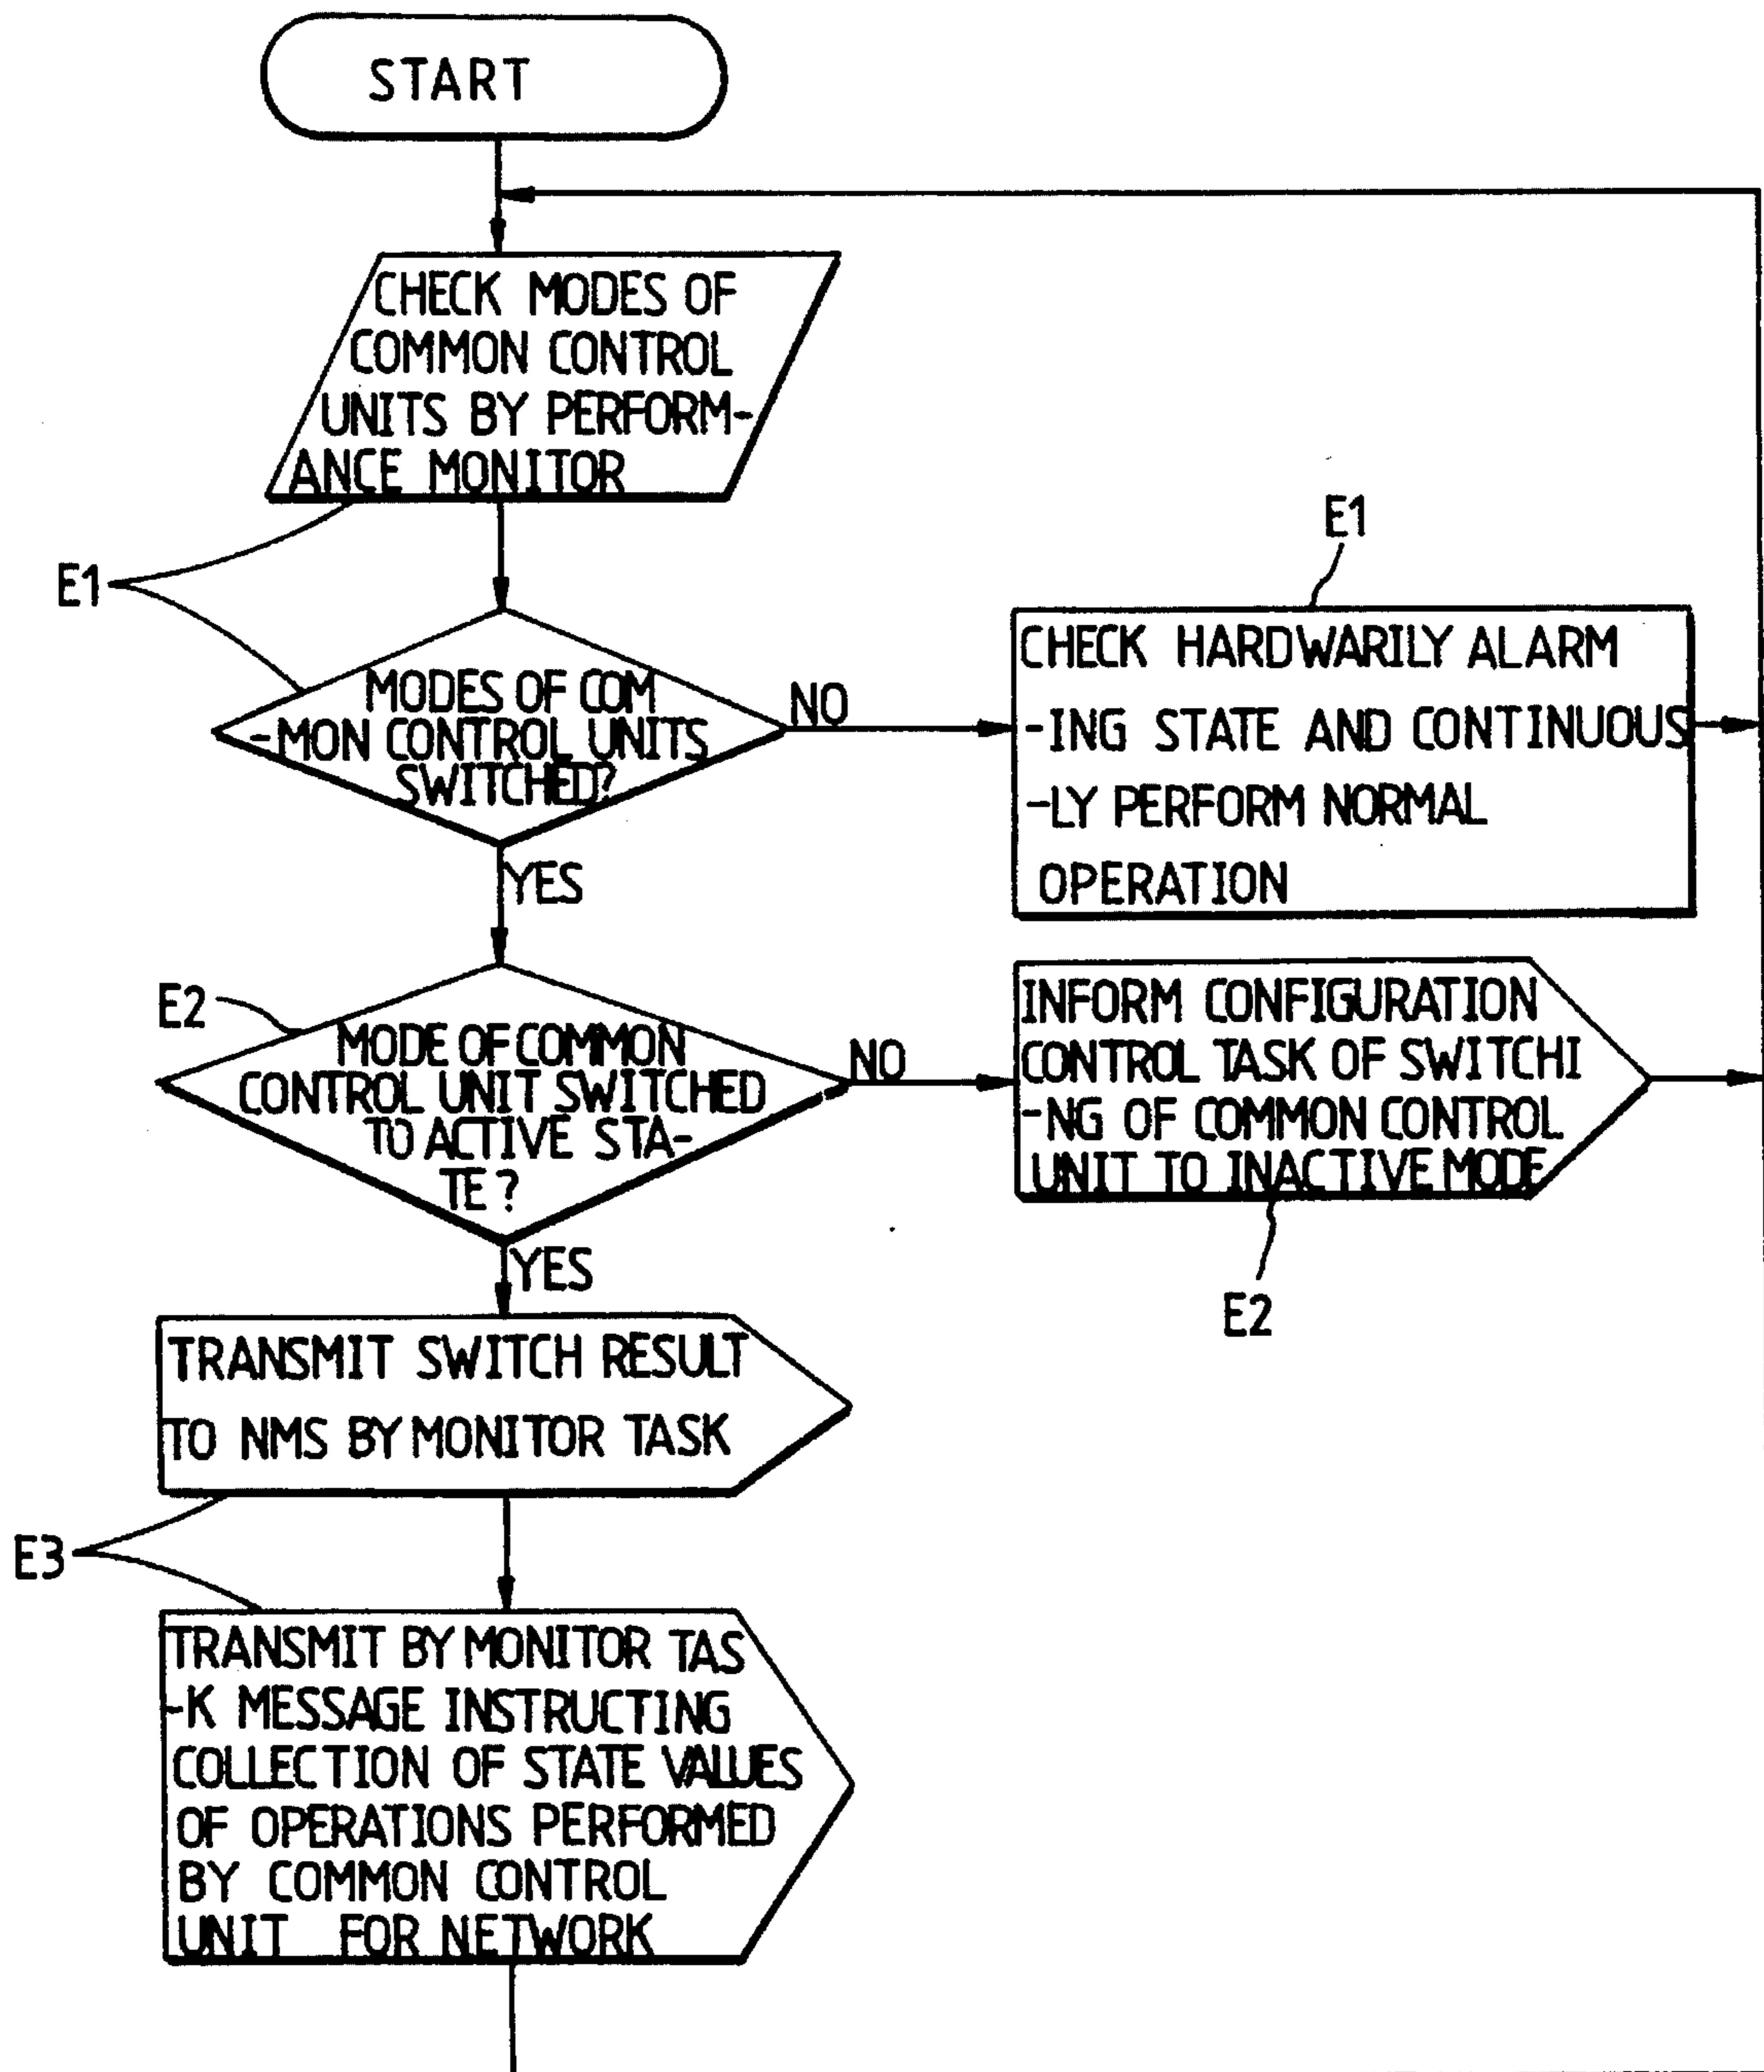 START
CHECK MODES OF
COMMON CONTROL
UNITS BY PERFORM-
ANCE MONITOR
E1
MODES OF COM
-MON CONTROL UNITS
SWITCHED?
NO
E1
CHECK HARDWARILY ALARM
-ING STATE AND CONTINUOUS
-LY PERFORM NORMAL
OPERATION
YES
E2
MODE OF COMMON
CONTROL UNIT SWITCHED
TO ACTIVE STA-
TE?
NO
INFORM CONFIGURATION
CONTROL TASK OF SWITCHI
-NG OF COMMON CONTROL
UNIT TO INACTIVE MODE
E2
YES
TRANSMIT SWITCH RESULT
TO NMS BY MONITOR TASK
E3
TRANSMIT BY MONITOR TAS
-K MESSAGE INSTRUCTING
COLLECTION OF STATE VALUES
OF OPERATIONS PERFORMED
BY COMMON CONTROL
UNIT FOR NETWORK